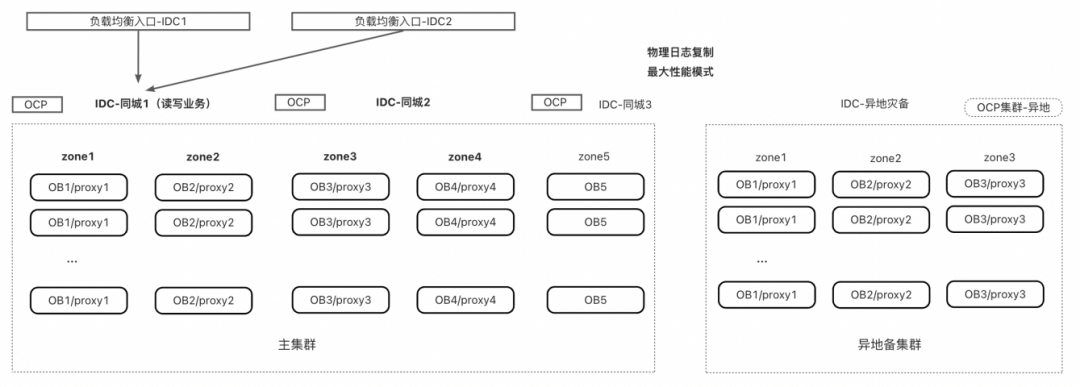 负载均衡入口-IDC1 负载均衡入口-IDC2
物理日志复制
最大性能模式
OCP IDC-同城1（读写业务） OCP IDC-同城2 OCP IDC-同城3 IDC-异地灾备 OCP集群-异地
zone1 zone2 zone3 zone4 zone5 zone1 zone2 zone3
OB1/proxy1 OB2/proxy2 OB3/proxy3 OB4/proxy4 OB5 OB1/proxy1 OB2/proxy2 OB3/proxy3
OB1/proxy1 OB2/proxy2 OB3/proxy3 OB4/proxy4 OB5 OB1/proxy1 OB2/proxy2 OB3/proxy3
... ...
OB1/proxy1 OB2/proxy2 OB3/proxy3 OB4/proxy4 OB5 OB1/proxy1 OB2/proxy2 OB3/proxy3
主集群 异地备集群